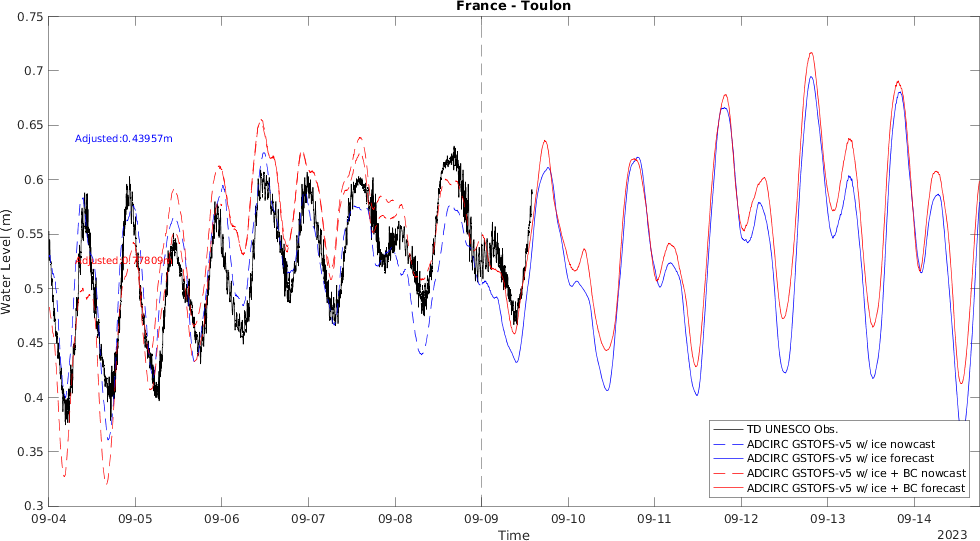 France - Toulon
0.75
0.7
0.65
0.6
0.55
0.5
0.45
0.4
0.35
0.3
Water Level (m)
Adjusted:0.43957m
TD UNESCO Obs.
ADCIRC GSTOFS-v5 w/ ice nowcast
ADCIRC GSTOFS-v5 w/ ice forecast
ADCIRC GSTOFS-v5 w/ ice + BC nowcast
ADCIRC GSTOFS-v5 w/ ice + BC forecast
09-04 09-05 09-06 09-07 09-08 09-09 09-10 09-11 09-12 09-13 09-14
Time
2023